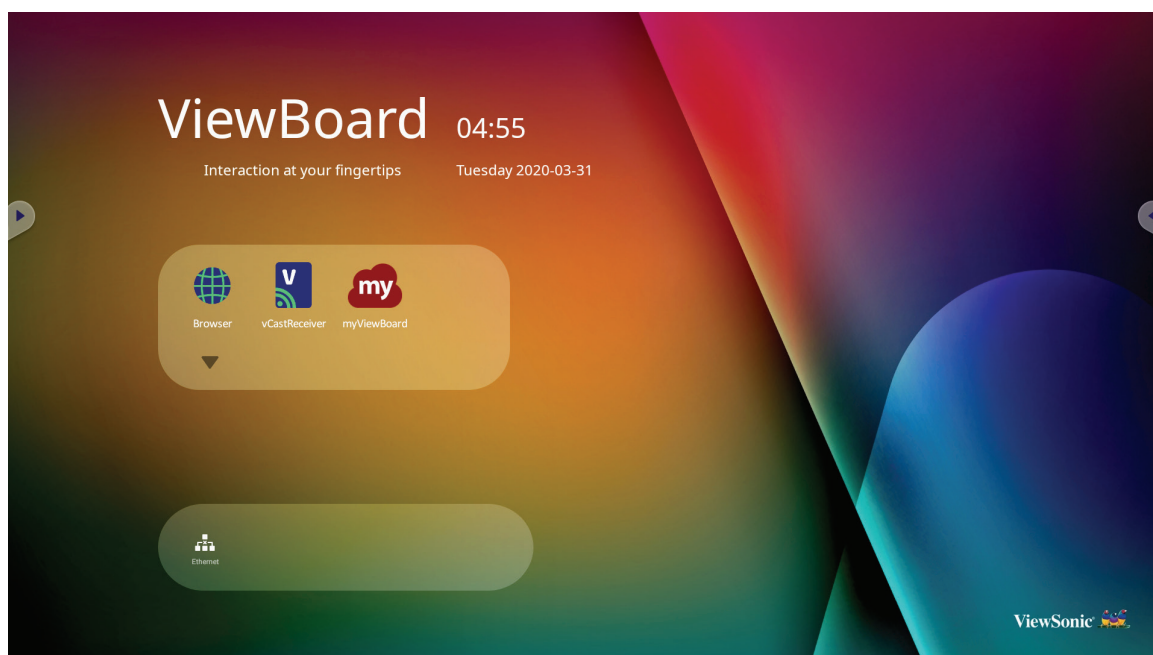 ViewBoard 04:55
Interaction at your fingertips Tuesday 2020-03-31
V my
Browser vCastReceiver myViewBoard
Ethernet
ViewSonic